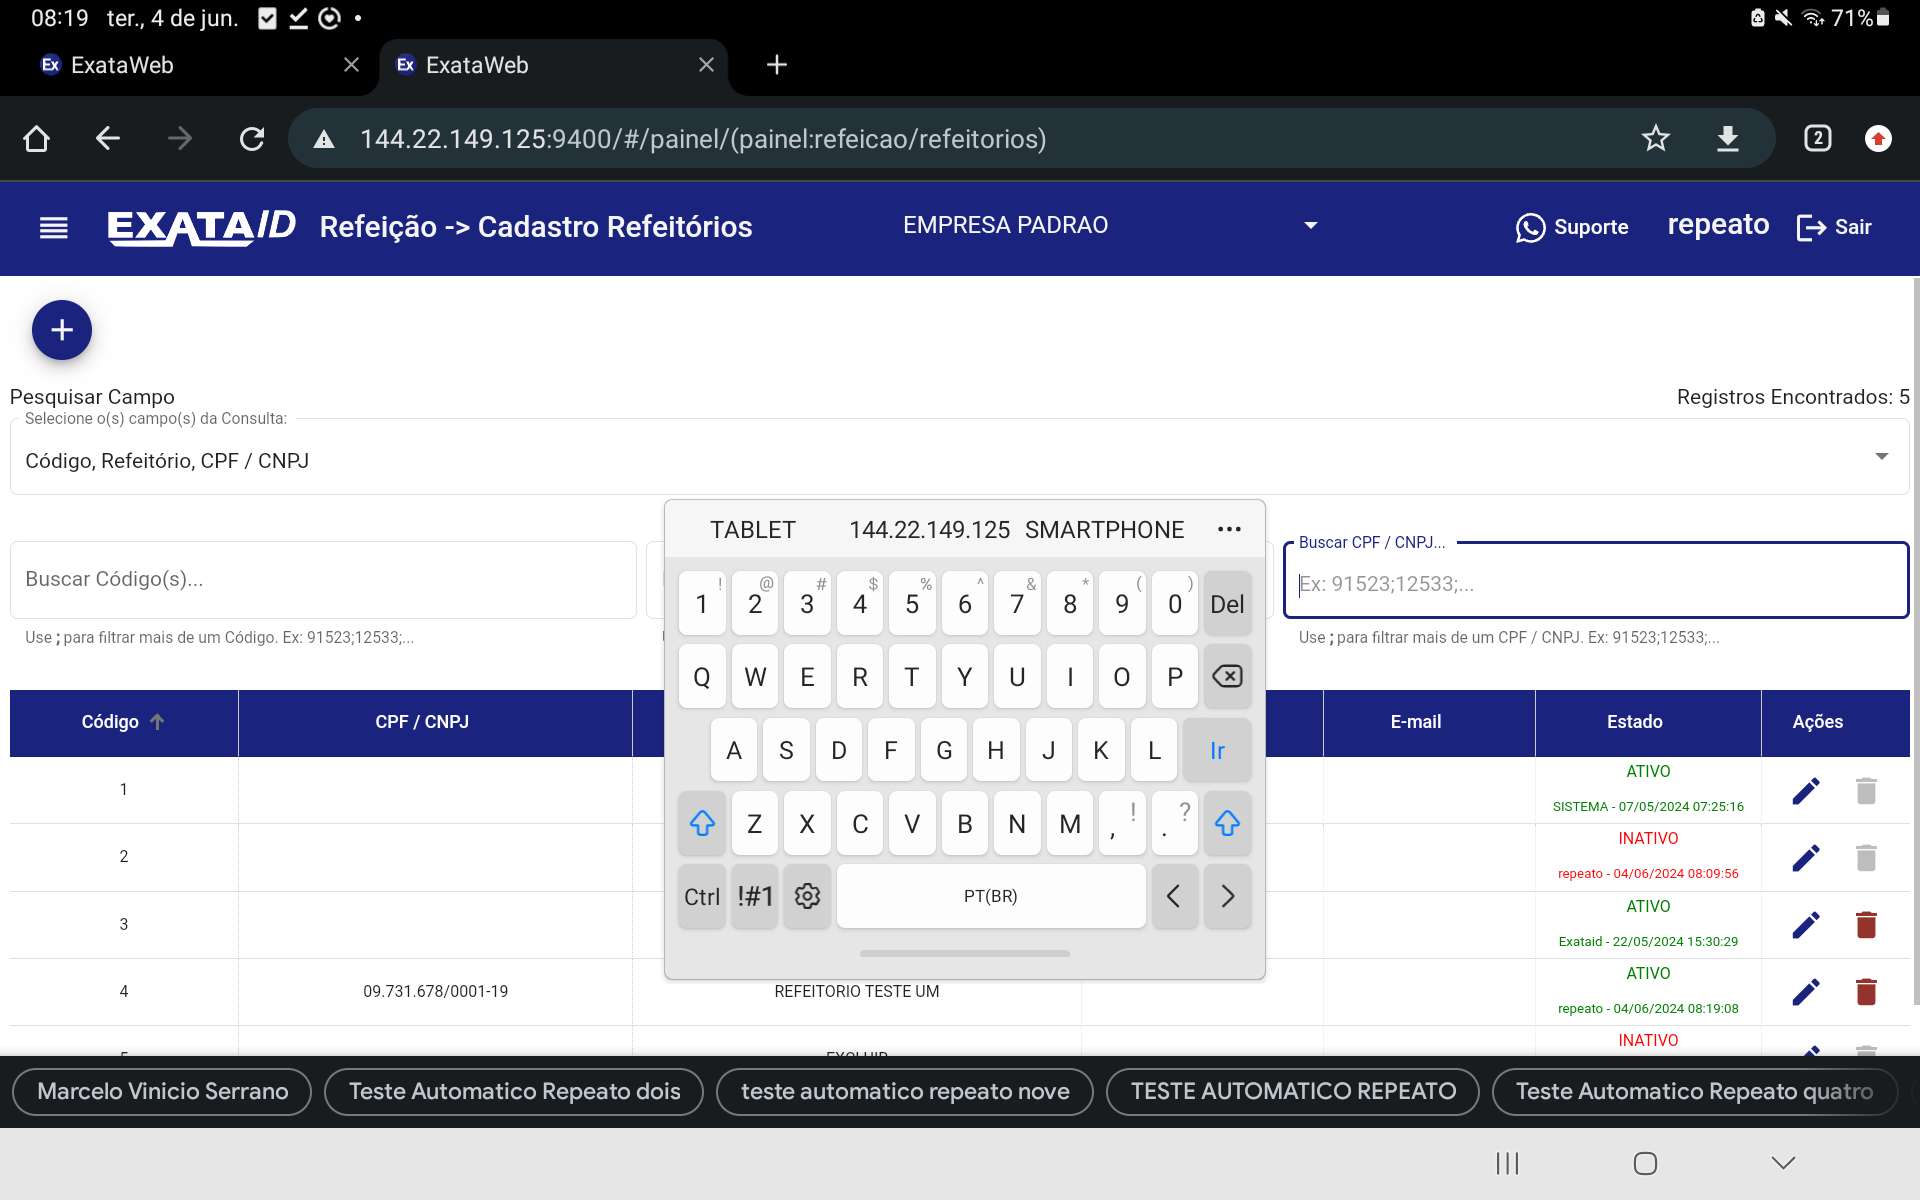 08:19 ter., 4 de jun.
71%
Ex ExataWeb
Ex ExataWeb
144.22.149.125:9400/#/painel/(painel:refeicao/refeitorios)
2
EXATA/ID Refeição -> Cadastro Refeitórios
EMPRESA PADRAO
Suporte
repeato
Sair
Pesquisar Campo
Registros Encontrados: 5
Selecione o(s) campo(s) da Consulta:
Código, Refeitório, CPF / CNPJ
Buscar Código(s)...
Use ; para filtrar mais de um Código. Ex: 91523;12533;...
Buscar CPF / CNPJ...
Ex: 91523;12533;...
Use ; para filtrar mais de um CPF / CNPJ. Ex: 91523;12533;...
TABLET 144.22.149.125 SMARTPHONE
! @ # $ % ^ & * ( )
1 2 3 4 5 6 7 8 9 0 Del
Q W E R T Y U I O P
A S D F G H J K L Ir
Z X C V B N M , ! . ?
Ctrl !#1 PT(BR) < >
Código CPF / CNPJ E-mail Estado Ações
1 ATIVO
SISTEMA - 07/05/2024 07:25:16
2 INATIVO
repeato - 04/06/2024 08:09:56
3 ATIVO
Exataid - 22/05/2024 15:30:29
4 09.731.678/0001-19 REFEITORIO TESTE UM ATIVO
repeato - 04/06/2024 08:19:08
5 EXCLUIR INATIVO
Marcelo Vinicio Serrano
Teste Automatico Repeato dois
teste automatico repeato nove
TESTE AUTOMATICO REPEATO
Teste Automatico Repeato quatro